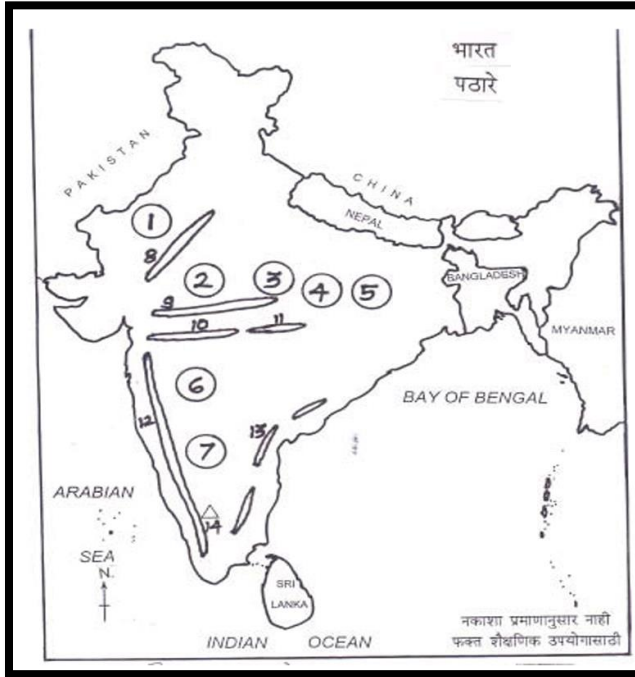 भारत
पठारे
PAKISTAN
CHINA
NEPAL
1
8
2
3
4
5
BANGLADESH
9
10
11
MYANMAR
6
BAY OF BENGAL
12
13
7
ARABIAN
14
SEA
N.
SRI
LANKA
नकाशा प्रमाणानुसार नाही
फक्त शैक्षणिक उपयोगासाठी
INDIAN OCEAN